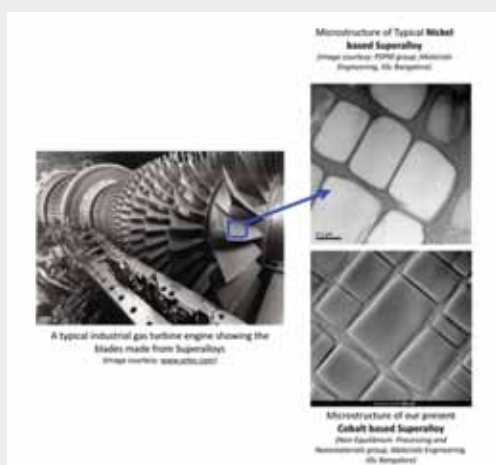 Microstructure of Typical Nickel
based Superalloy
(Image courtesy: group, Materials
Engineering, IISc Bangalore)
A typical industrial gas turbine engine showing the
blades made from Superalloys
(Image courtesy:
Microstructure of our present
Cobalt based Superalloy
(Non Equilibrium Processing and
Nanomaterials group, Materials Engineering,
IISc Bangalore)